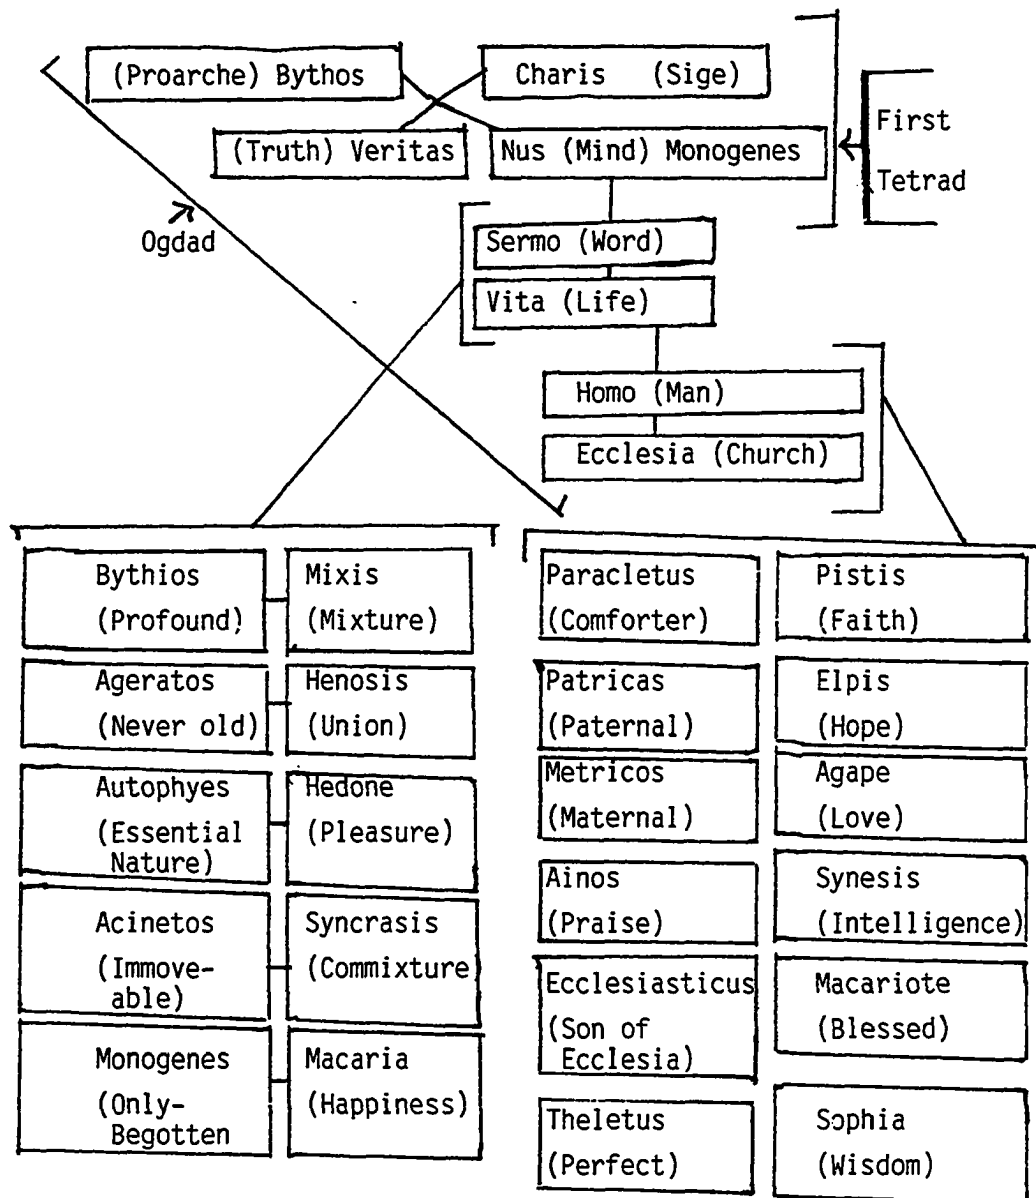 (Proarche) Bythos
Charis (Sige)
First
Tetrad
(Truth) Veritas
Nus (Mind) Monogenes
Ogdad
Sermo (Word)
Vita (Life)
Homo (Man)
Ecclesia (Church)
Bythios
(Profound)
Mixis
(Mixture)
Ageratos
(Never old)
Henosis
(Union)
Autophyes
(Essential
Nature)
Hedone
(Pleasure)
Acinetos
(Immove-
able)
Syncrasis
(Commixture
Monogenes
(Only-
Begotten
Macaria
(Happiness)
Paracletus
(Comforter)
Pistis
(Faith)
Patricas
(Paternal)
Elpis
(Hope)
Metricos
(Maternal)
Agape
(Love)
Ainos
(Praise)
Synesis
(Intelligence)
Ecclesiasticus
(Son of
Ecclesia)
Macariote
(Blessed)
Theletus
(Perfect)
Sophia
(Wisdom)